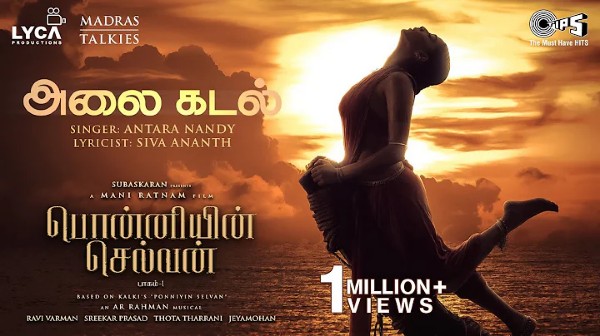 LYCA
PRODUCTIONS
MADRAS
TALKIES
TIPS
The Must Have HITS
அலை கடல்
SINGER: ANTARA NANDY
LYRICIST: SIVA ANANTH
SUBASKARAN PRESENTS
A MANI RATNAM FILM
பொன்னியின்
செல்வன்
பாகம்-1
BASED ON KALKI'S "PONNIYIN SELVAN"
AN AR RAHMAN MUSICAL
RAVI VARMAN SREEKAR PRASAD THOTA THARRANI JEYAMOHAN
1 MILLION+
VIEWS